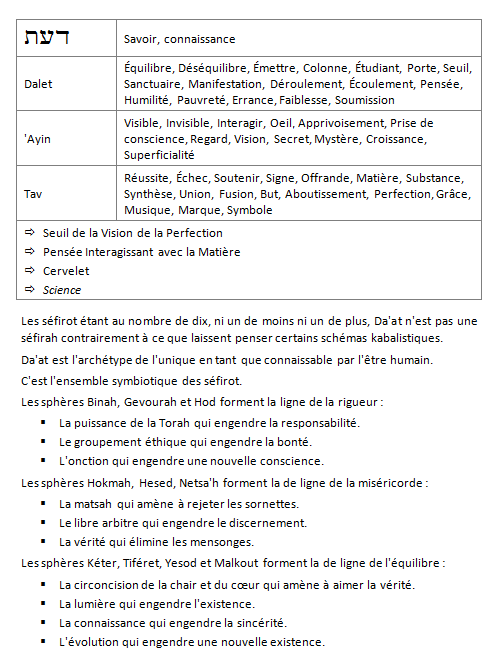 דעת
Savoir, connaissance
Dalet
Équilibre, Déséquilibre, Émettre, Colonne, Étudiant, Porte, Seuil,
Sanctuaire, Manifestation, Déroulement, Écoulement, Pensée,
Humilité, Pauvreté, Errance, Faiblesse, Soumission
'Ayin
Visible, Invisible, Interagir, Oeil, Apprivoisement, Prise de
conscience, Regard, Vision, Secret, Mystère, Croissance,
Superficialité
Tav
Réussite, Échec, Soutenir, Signe, Offrande, Matière, Substance,
Synthèse, Union, Fusion, But, Aboutissement, Perfection, Grâce,
Musique, Marque, Symbole
⇨ Seuil de la Vision de la Perfection
⇨ Pensée Interagissant avec la Matière
⇨ Cervelet
⇨ Science
Les séfirot étant au nombre de dix, ni un de moins ni un de plus, Da'at n'est pas une
séfirah contrairement à ce que laissent penser certains schémas kabalistiques.
Da'at est l'archétype de l'unique en tant que connaissable par l'être humain.
C'est l'ensemble symbiotique des séfirot.
Les sphères Binah, Gevourah et Hod forment la ligne de la rigueur :
▪ La puissance de la Torah qui engendre la responsabilité.
▪ Le groupement éthique qui engendre la bonté.
▪ L'onction qui engendre une nouvelle conscience.
Les sphères Hokmah, Hesed, Netsa'h forment la de ligne de la miséricorde :
▪ La matsah qui amène à rejeter les sornettes.
▪ Le libre arbitre qui engendre le discernement.
▪ La vérité qui élimine les mensonges.
Les sphères Kéter, Tiféret, Yesod et Malkout forment la de ligne de l'équilibre :
▪ La circoncision de la chair et du cœur qui amène à aimer la vérité.
▪ La lumière qui engendre l'existence.
▪ La connaissance qui engendre la sincérité.
▪ L'évolution qui engendre une nouvelle existence.